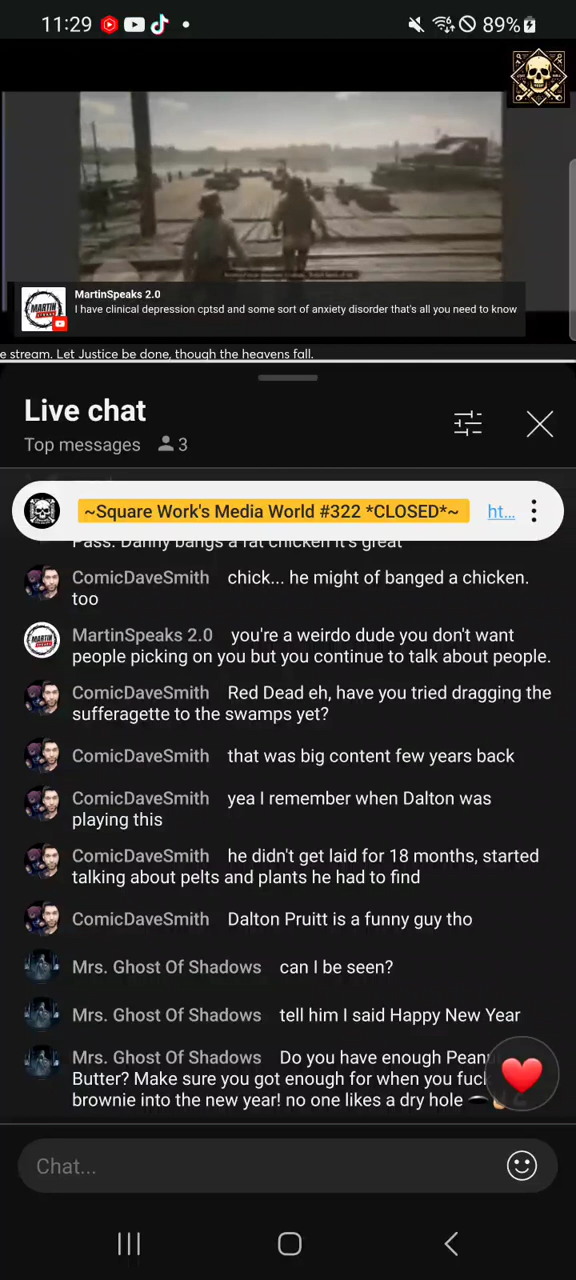 11:29
89%
MartinSpeaks 2.0
I have clinical depression cptsd and some sort of anxiety disorder that's all you need to know
e stream. Let Justice be done, though the heavens fall.
Live chat
Top messages 3
~Square Work's Media World #322 *CLOSED*~ ht...
Pass. Danny bangs a fat chicken it's great
ComicDaveSmith chick... he might of banged a chicken.
too
MartinSpeaks 2.0 you're a weirdo dude you don't want
people picking on you but you continue to talk about people.
ComicDaveSmith Red Dead eh, have you tried dragging the
sufferagette to the swamps yet?
ComicDaveSmith that was big content few years back
ComicDaveSmith yea I remember when Dalton was
playing this
ComicDaveSmith he didn't get laid for 18 months, started
talking about pelts and plants he had to find
ComicDaveSmith Dalton Pruitt is a funny guy tho
Mrs. Ghost Of Shadows can I be seen?
Mrs. Ghost Of Shadows tell him I said Happy New Year
Mrs. Ghost Of Shadows Do you have enough Pean
Butter? Make sure you got enough for when you fuc
brownie into the new year! no one likes a dry hole
Chat...